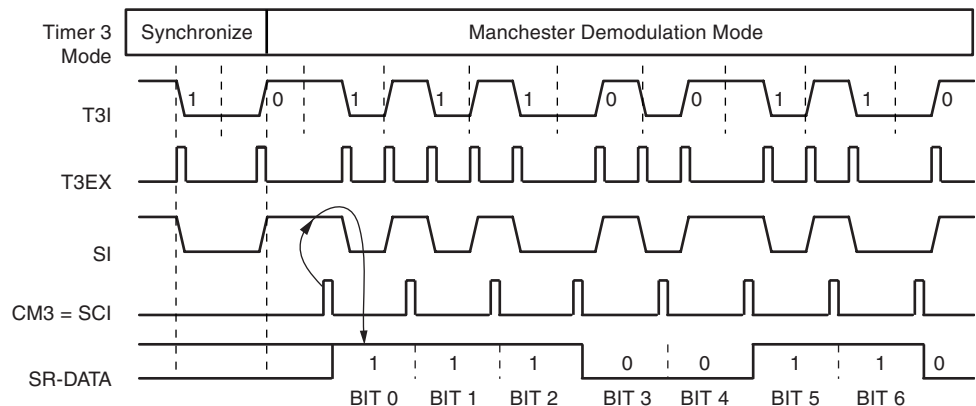 Timer 3 Mode
Synchronize
Manchester Demodulation Mode
T3I
1 0 1 1 1 0 0 1 1 0
T3EX
SI
CM3 = SCI
SR-DATA
1 1 1 0 0 1 1 0
BIT 0 BIT 1 BIT 2 BIT 3 BIT 4 BIT 5 BIT 6